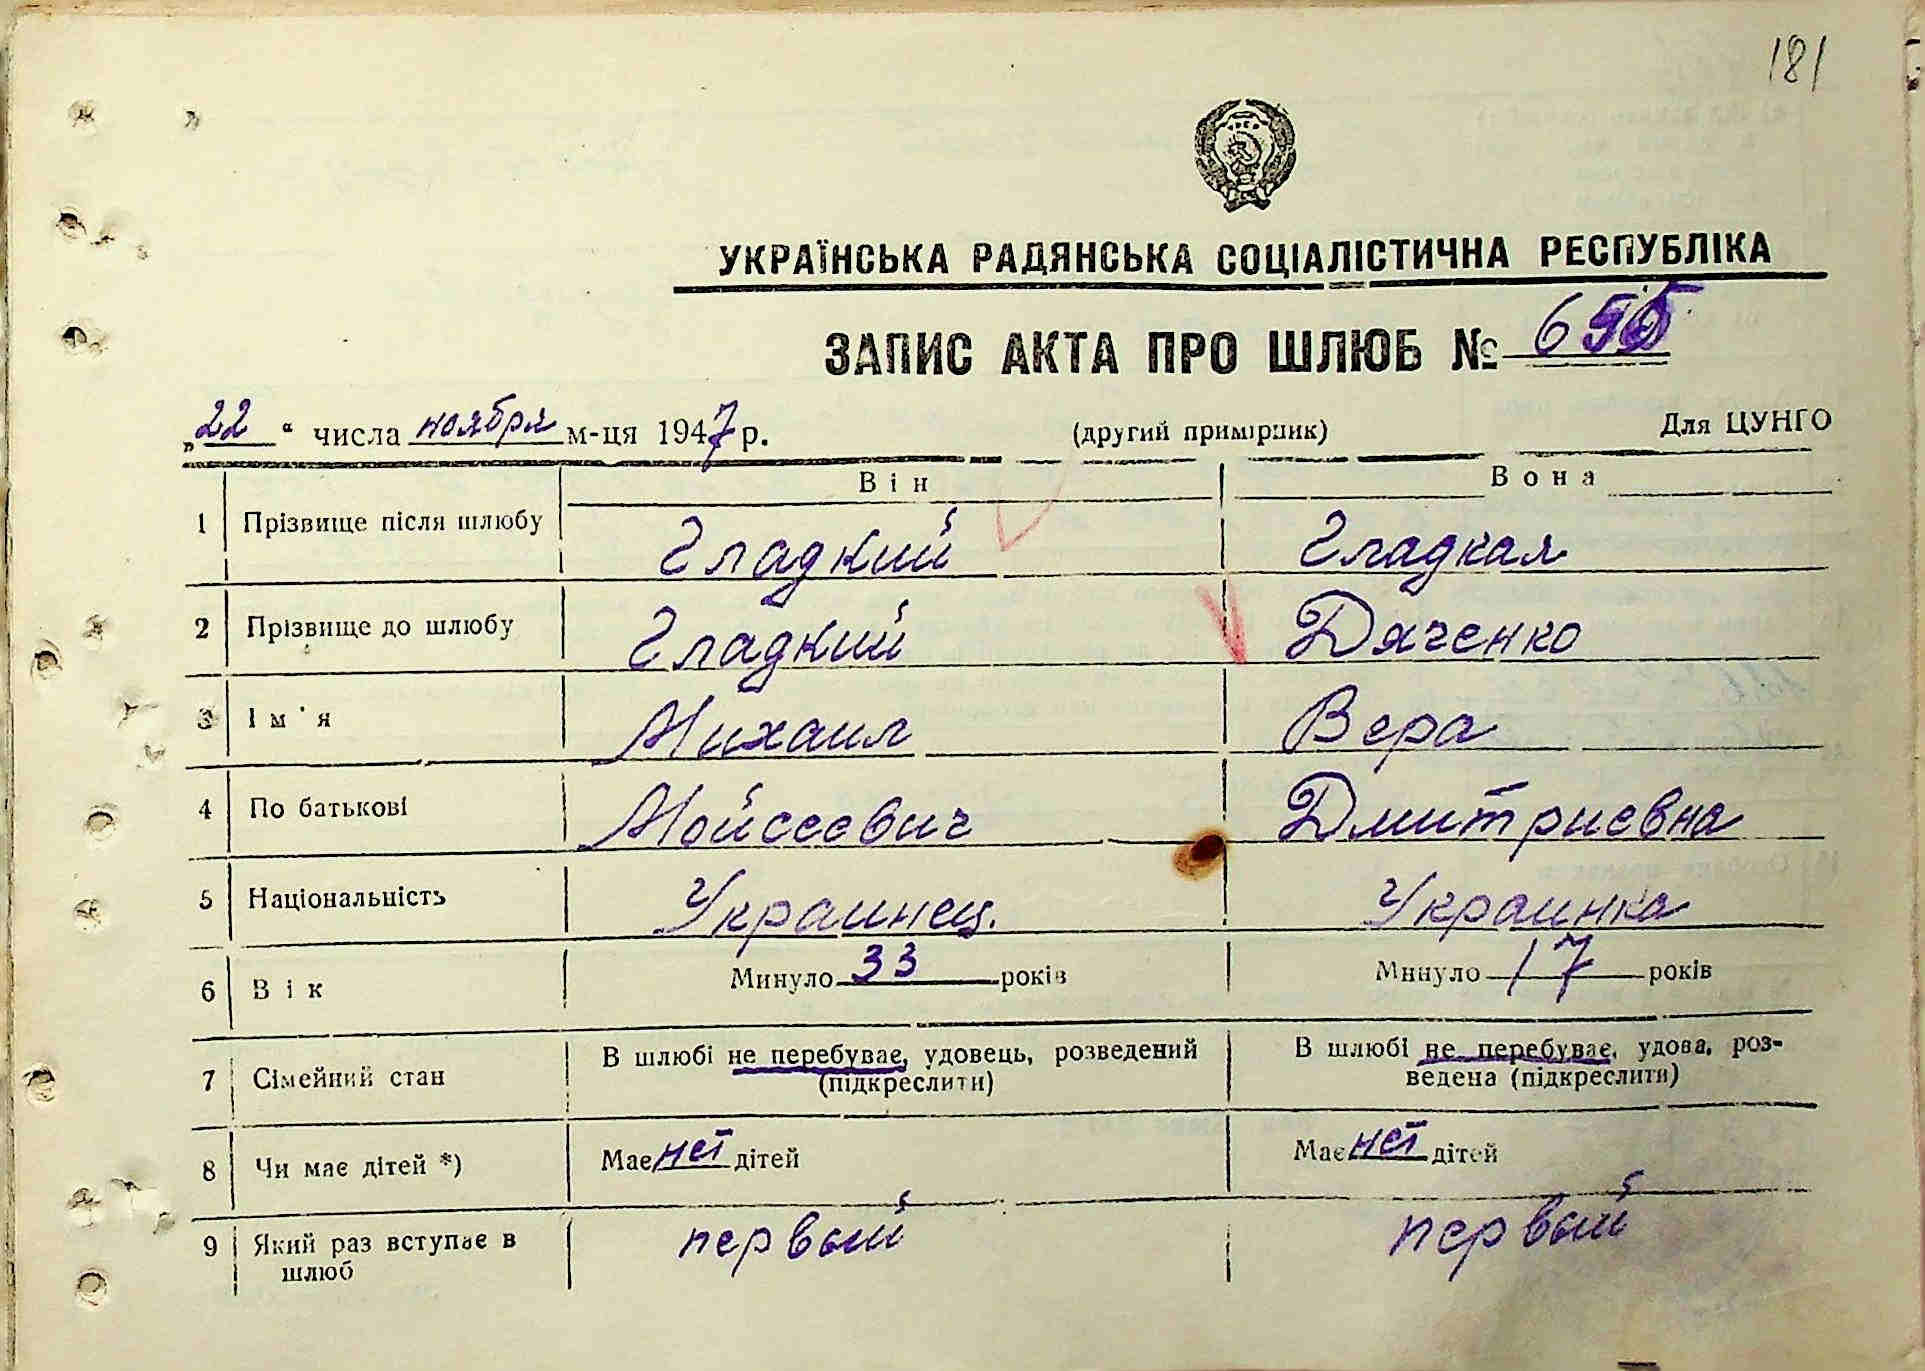 181
УКРАЇНСЬКА РАДЯНСЬКА СОЦІАЛІСТИЧНА РЕСПУБЛІКА
ЗАПИС АКТА ПРО ШЛЮБ №
„22“ числа ноября м-ця 1947 р. (другий примірник) Для ЦУНГО
Він Вона
1 Прізвище після шлюбу Гладкий Гладкая
2 Прізвище до шлюбу Гладкий Дяченко
3 Ім'я Михаил Вера
4 По батькові Мойсеевич Дмитриевна
5 Національність Украинец. Украинка
6 Вік Минуло 33 років Минуло 17 років
7 Сімейний стан В шлюбі не перебуває, удовець, розведений (підкреслити) В шлюбі не перебуває, удова, роз-
ведена (підкреслити)
8 Чи має дітей *) Має нет дітей Має нет дітей
9 Який раз вступає в шлюб первый первый